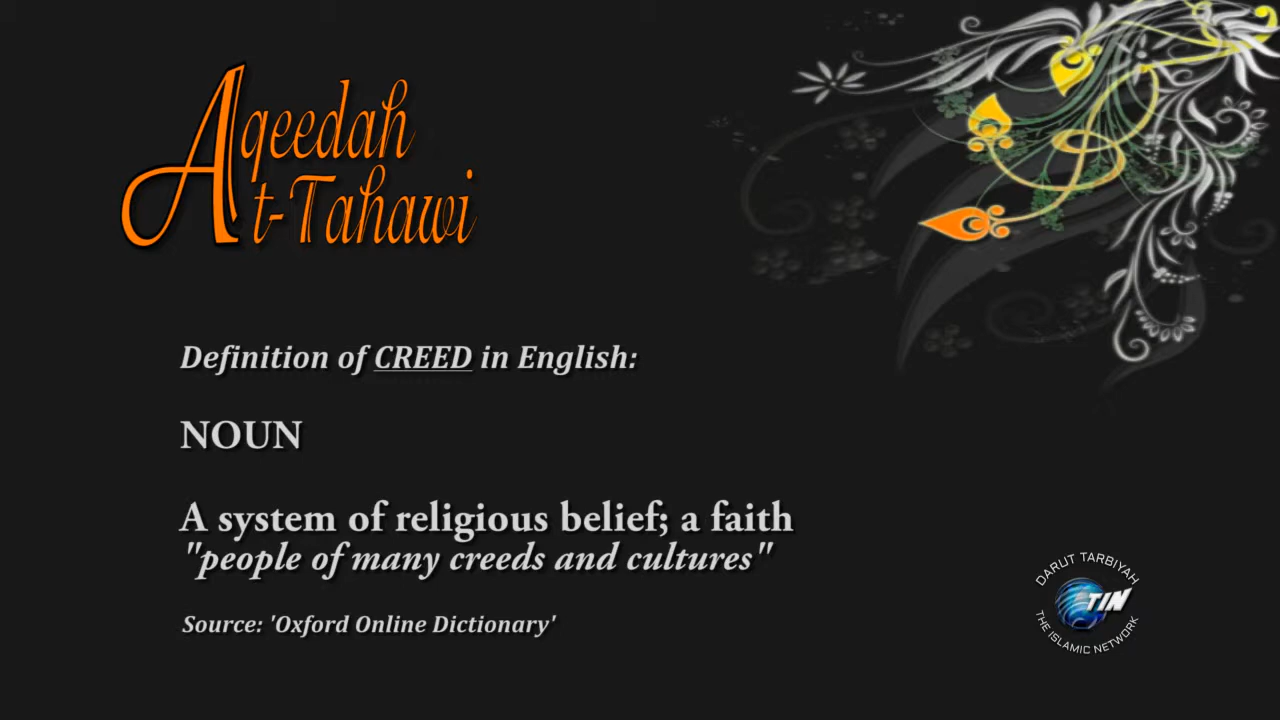 Aqeedah
t-Tahawi
Definition of CREED in English:
NOUN
A system of religious belief; a faith
"people of many creeds and cultures"
Source: 'Oxford Online Dictionary'
DARUT TARBIYAH
TIN
THE ISLAMIC NETWORK